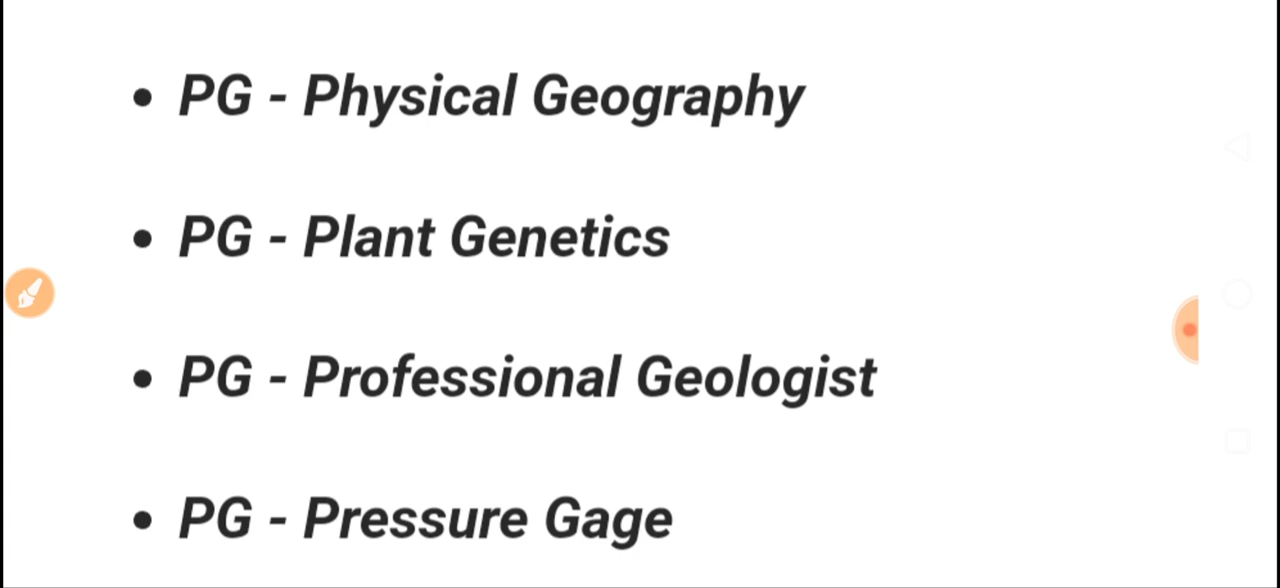 • PG - Physical Geography
• PG - Plant Genetics
• PG - Professional Geologist
• PG - Pressure Gage